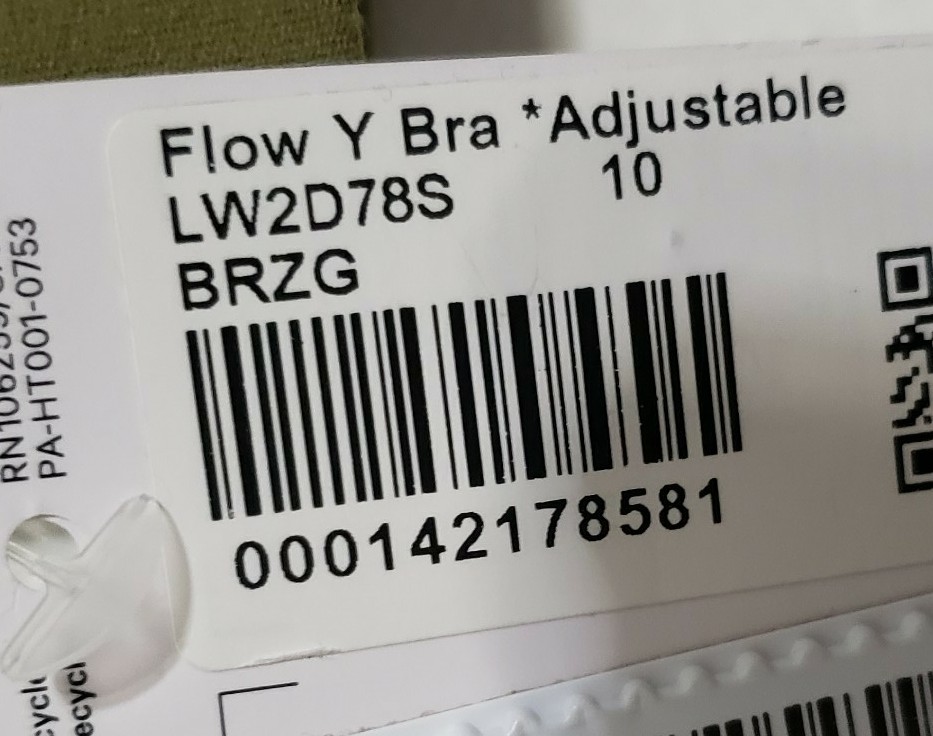 Flow Y Bra *Adjustable
LW2D78S 10
BRZG
000142178581
PA-HT001-0753